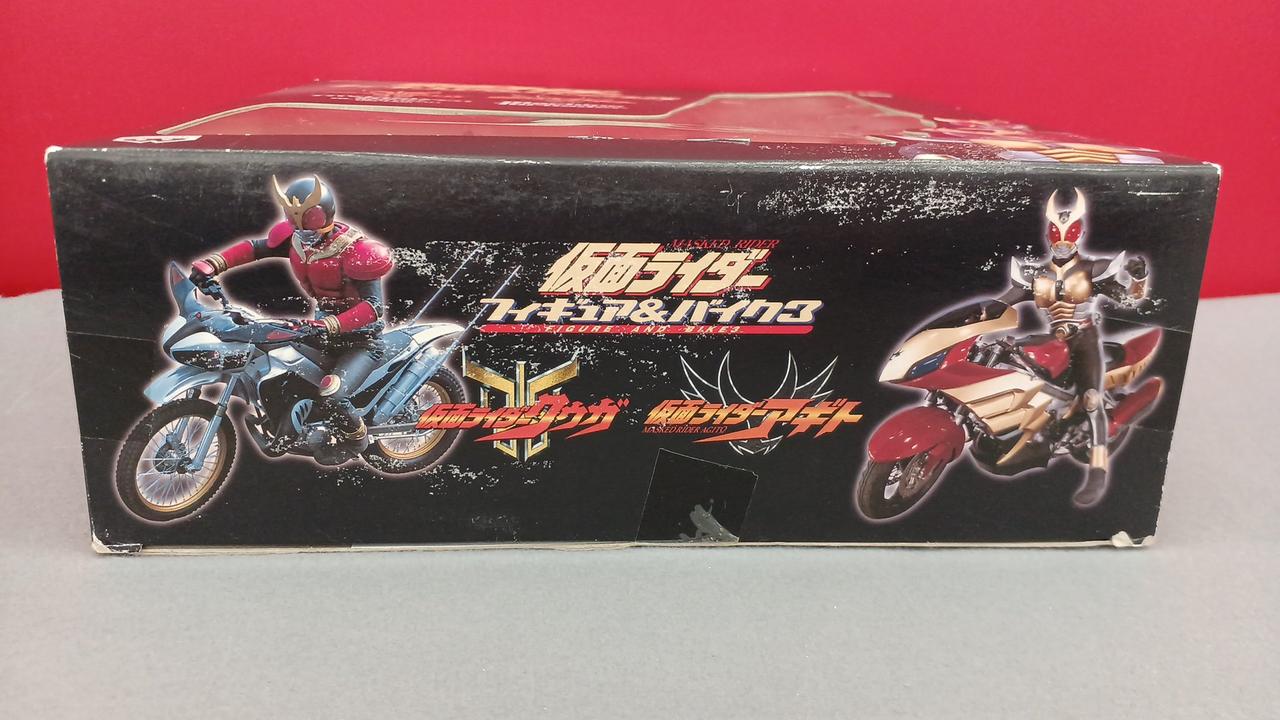 MASKED RIDER
仮面ライダー
フィギュア&バイク3
FIGURE AND BIKE3
仮面ライダークウガ
仮面ライダーアギト
MASKED RIDER AGITO